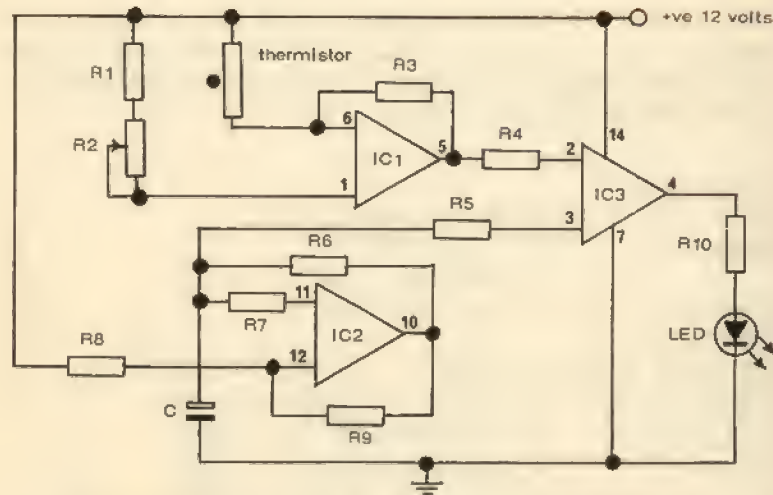 +ve 12 volts
thermistor
R1
R3
R2
6
5
1
IC1
R4
2
14
IC3
4
3
7
R5
R6
R10
R7
11
10
12
IC2
R8
LED
C
R9